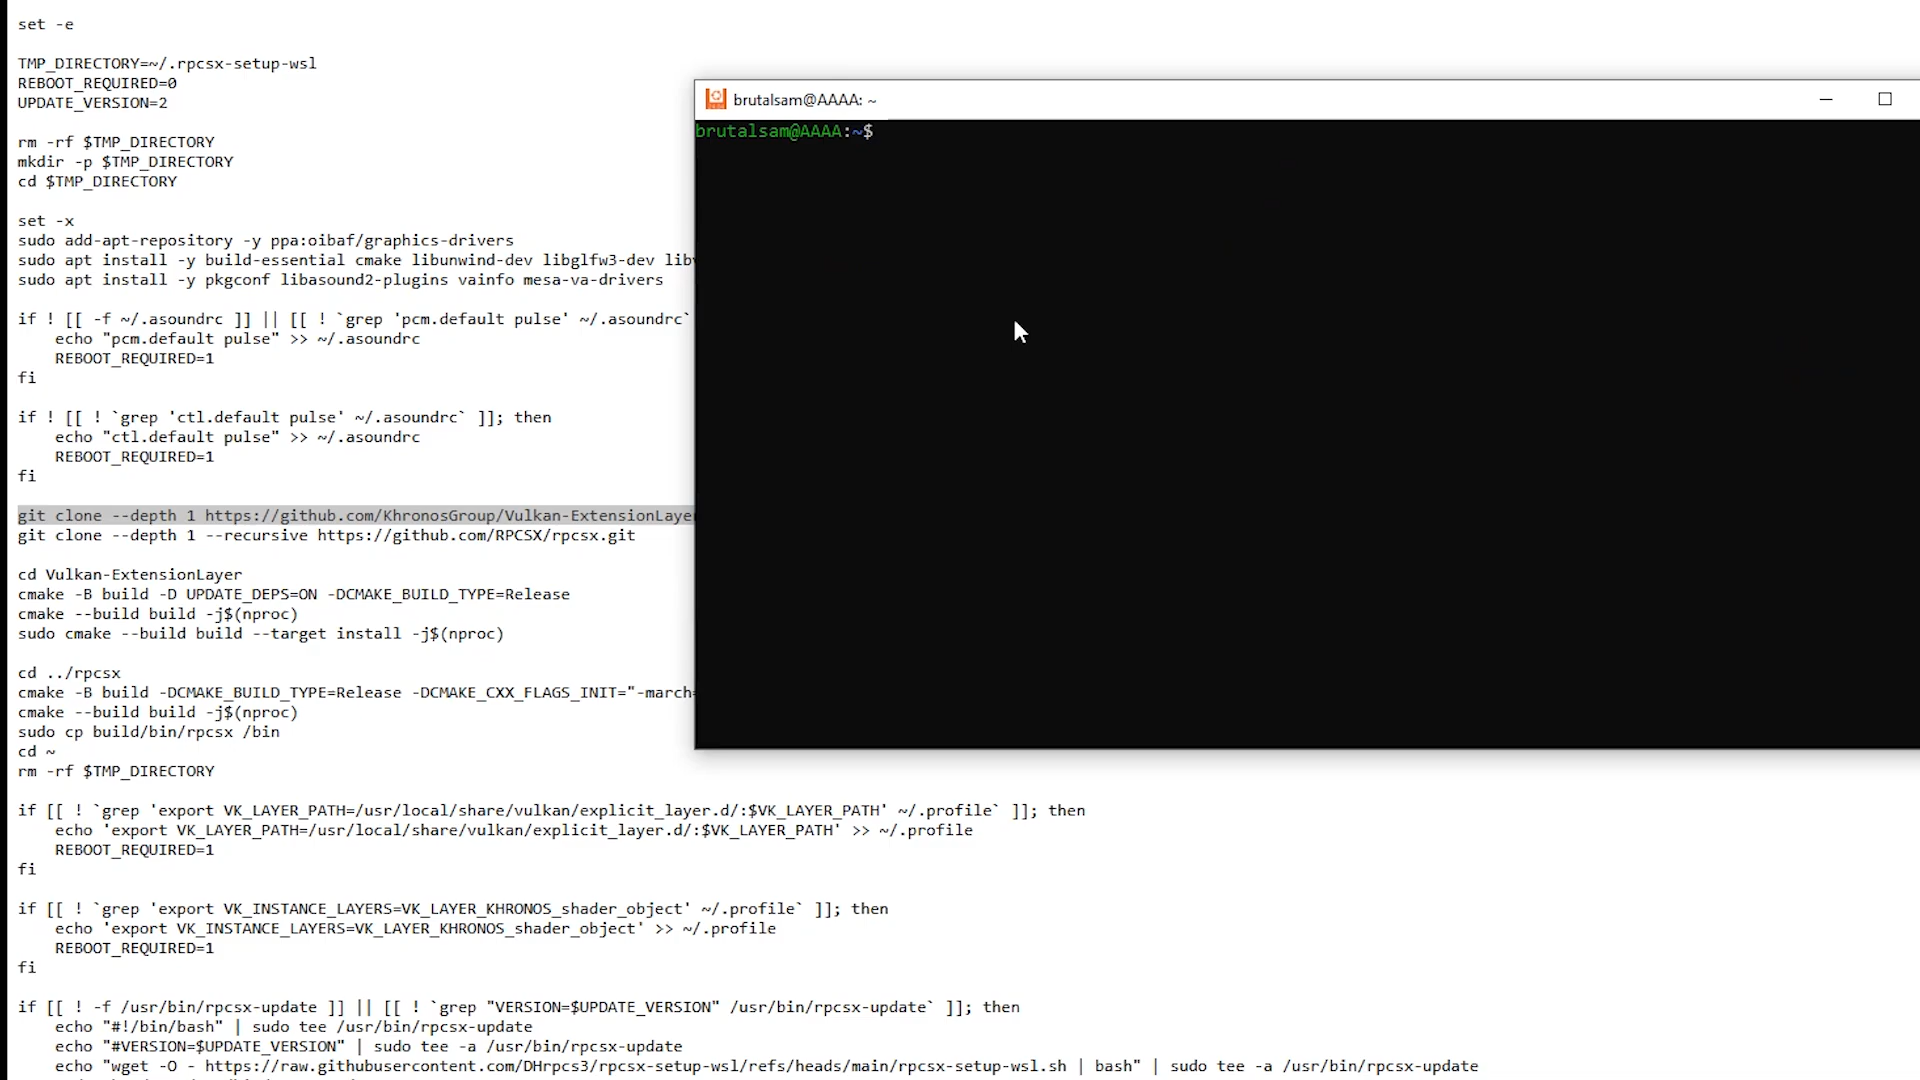 set -e
TMP_DIRECTORY=~/.rpcsx-setup-wsl
REBOOT_REQUIRED=0
UPDATE_VERSION=2
rm -rf $TMP_DIRECTORY
mkdir -p $TMP_DIRECTORY
cd $TMP_DIRECTORY
set -x
sudo add-apt-repository -y ppa:oibaf/graphics-drivers
sudo apt install -y build-essential cmake libunwind-dev libglfw3-dev
sudo apt install -y pkgconf libasound2-plugins vainfo mesa-va-drivers
if ! [[ -f ~/.asoundrc ]] || [[ ! `grep 'pcm.default pulse' ~/.asoundrc`
echo "pcm.default pulse" >> ~/.asoundrc
REBOOT_REQUIRED=1
fi
if ! [[ ! `grep 'ctl.default pulse' ~/.asoundrc` ]]; then
echo "ctl.default pulse" >> ~/.asoundrc
REBOOT_REQUIRED=1
fi
git clone --depth 1 https://github.com/KhronosGroup/Vulkan-ExtensionLayer
git clone --depth 1 --recursive https://github.com/RPCSX/rpcsx.git
cd Vulkan-ExtensionLayer
cmake -B build -D UPDATE_DEPS=ON -DCMAKE_BUILD_TYPE=Release
cmake --build build -j$(nproc)
sudo cmake --build build --target install -j$(nproc)
cd ../rpcsx
cmake -B build -DCMAKE_BUILD_TYPE=Release -DCMAKE_CXX_FLAGS_INIT="-march=
cmake --build build -j$(nproc)
sudo cp build/bin/rpcsx /bin
cd ~
rm -rf $TMP_DIRECTORY
if [[ ! `grep 'export VK_LAYER_PATH=/usr/local/share/vulkan/explicit_layer.d/:$VK_LAYER_PATH' ~/.profile` ]]; then
echo 'export VK_LAYER_PATH=/usr/local/share/vulkan/explicit_layer.d/:$VK_LAYER_PATH' >> ~/.profile
REBOOT_REQUIRED=1
fi
if [[ ! `grep 'export VK_INSTANCE_LAYERS=VK_LAYER_KHRONOS_shader_object' ~/.profile` ]]; then
echo 'export VK_INSTANCE_LAYERS=VK_LAYER_KHRONOS_shader_object' >> ~/.profile
REBOOT_REQUIRED=1
fi
if [[ ! -f /usr/bin/rpcsx-update ]] || [[ ! `grep "VERSION=$UPDATE_VERSION" /usr/bin/rpcsx-update` ]]; then
echo "#!/bin/bash" | sudo tee /usr/bin/rpcsx-update
echo "#VERSION=$UPDATE_VERSION" | sudo tee -a /usr/bin/rpcsx-update
echo "wget -O - https://raw.githubusercontent.com/DHrpcs3/rpcsx-setup-wsl/refs/heads/main/rpcsx-setup-wsl.sh | bash" | sudo tee -a /usr/bin/rpcsx-update
brutalsam@AAAA: ~
brutalsam@AAAA:~$